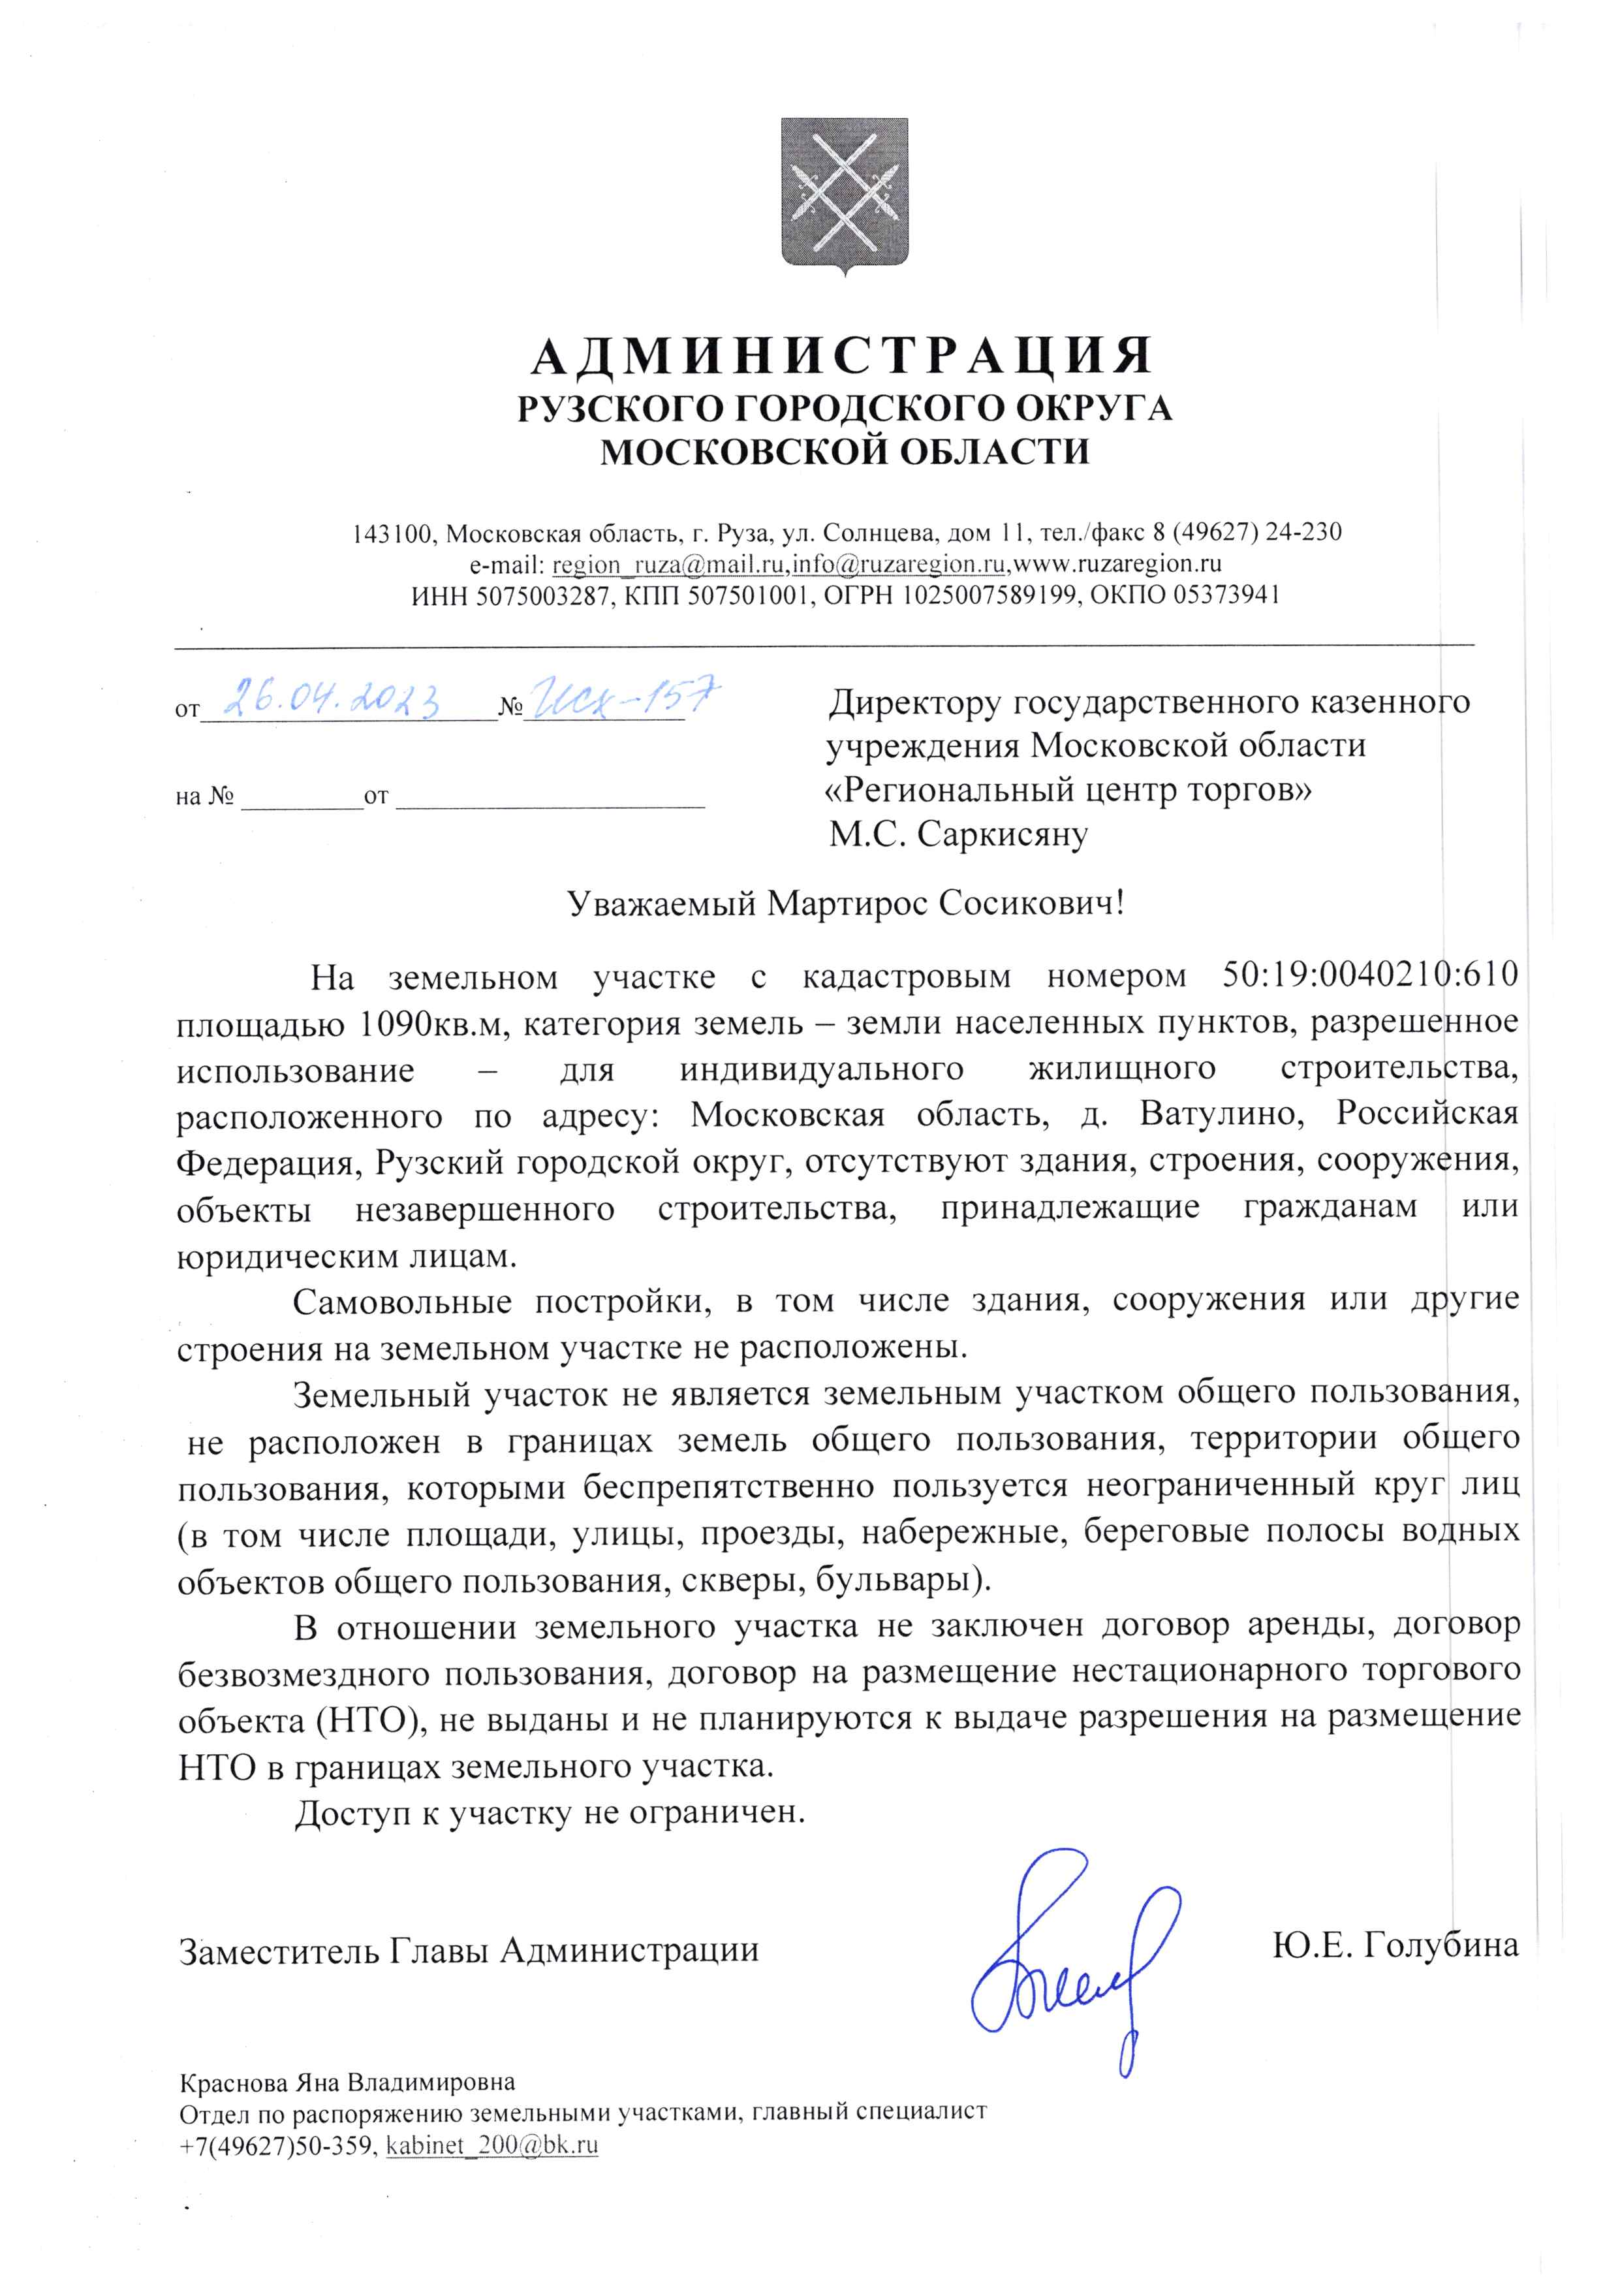 АДМИНИСТРАЦИЯ
РУЗСКОГО ГОРОДСКОГО ОКРУГА
МОСКОВСКОЙ ОБЛАСТИ
143100, Московская область, г. Руза, ул. Солнцева, дом 11, тел./факс 8 (49627) 24-230
e-mail: region_ruza@mail.ru,info@ruzaregion.ru,www.ruzaregion.ru
ИНН 5075003287, КПП 507501001, ОГРН 1025007589199, ОКПО 05373941
от 26.04.2023 № Исх-157
на № __________от __________
Директору государственного казенного
учреждения Московской области
«Региональный центр торгов»
М.С. Саркисяну
Уважаемый Мартирос Сосикович!
На земельном участке с кадастровым номером 50:19:0040210:610
площадью 1090кв.м, категория земель – земли населенных пунктов, разрешенное
использование – для индивидуального жилищного строительства,
расположенного по адресу: Московская область, д. Ватулино, Российская
Федерация, Рузский городской округ, отсутствуют здания, строения, сооружения,
объекты незавершенного строительства, принадлежащие гражданам или
юридическим лицам.
Самовольные постройки, в том числе здания, сооружения или другие
строения на земельном участке не расположены.
Земельный участок не является земельным участком общего пользования,
не расположен в границах земель общего пользования, территории общего
пользования, которыми беспрепятственно пользуется неограниченный круг лиц
(в том числе площади, улицы, проезды, набережные, береговые полосы водных
объектов общего пользования, скверы, бульвары).
В отношении земельного участка не заключен договор аренды, договор
безвозмездного пользования, договор на размещение нестационарного торгового
объекта (НТО), не выданы и не планируются к выдаче разрешения на размещение
НТО в границах земельного участка.
Доступ к участку не ограничен.
Заместитель Главы Администрации
Ю.Е. Голубина
Краснова Яна Владимировна
Отдел по распоряжению земельными участками, главный специалист
+7(49627)50-359, kabinet_200@bk.ru